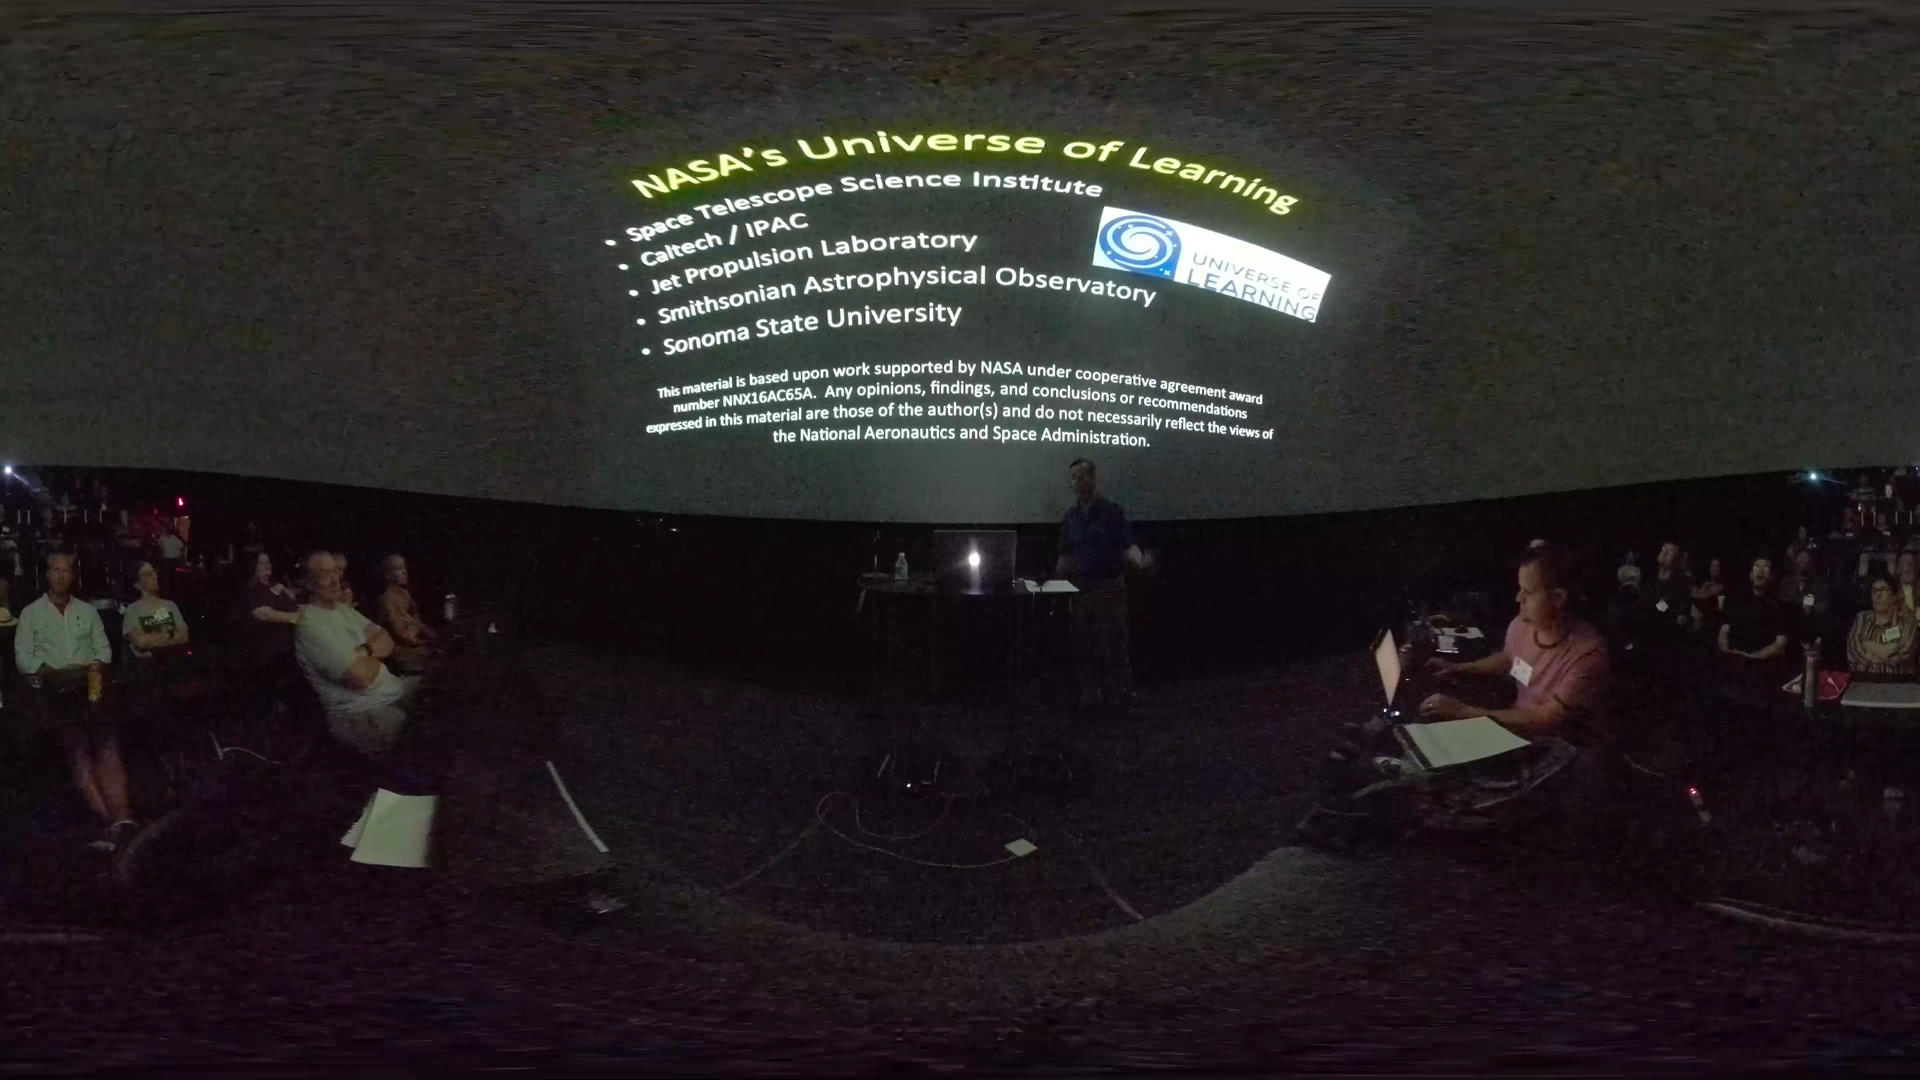 NASA's Universe of Learning
• Space Telescope Science Institute
• Caltech / IPAC
• Jet Propulsion Laboratory
• Smithsonian Astrophysical Observatory
• Sonoma State University
UNIVERSE OF
LEARNING
This material is based upon work supported by NASA under cooperative agreement award
number NNX16AC65A. Any opinions, findings, and conclusions or recommendations
expressed in this material are those of the author(s) and do not necessarily reflect the views of
the National Aeronautics and Space Administration.